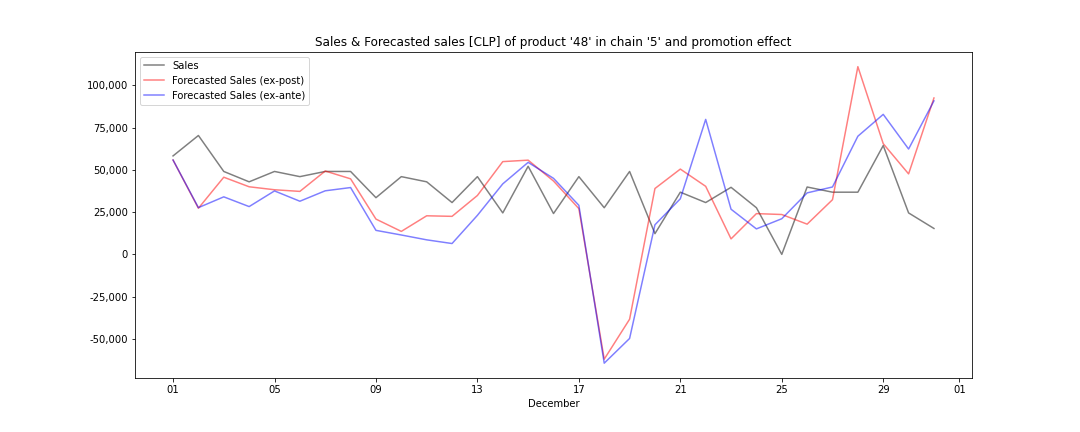 Sales & Forecasted sales [CLP] of product '48' in chain '5' and promotion effect
Sales
Forecasted Sales (ex-post)
Forecasted Sales (ex-ante)
100,000
75,000
50,000
25,000
0
-25,000
-50,000
01 05 09 13 17 21 25 29 01
December